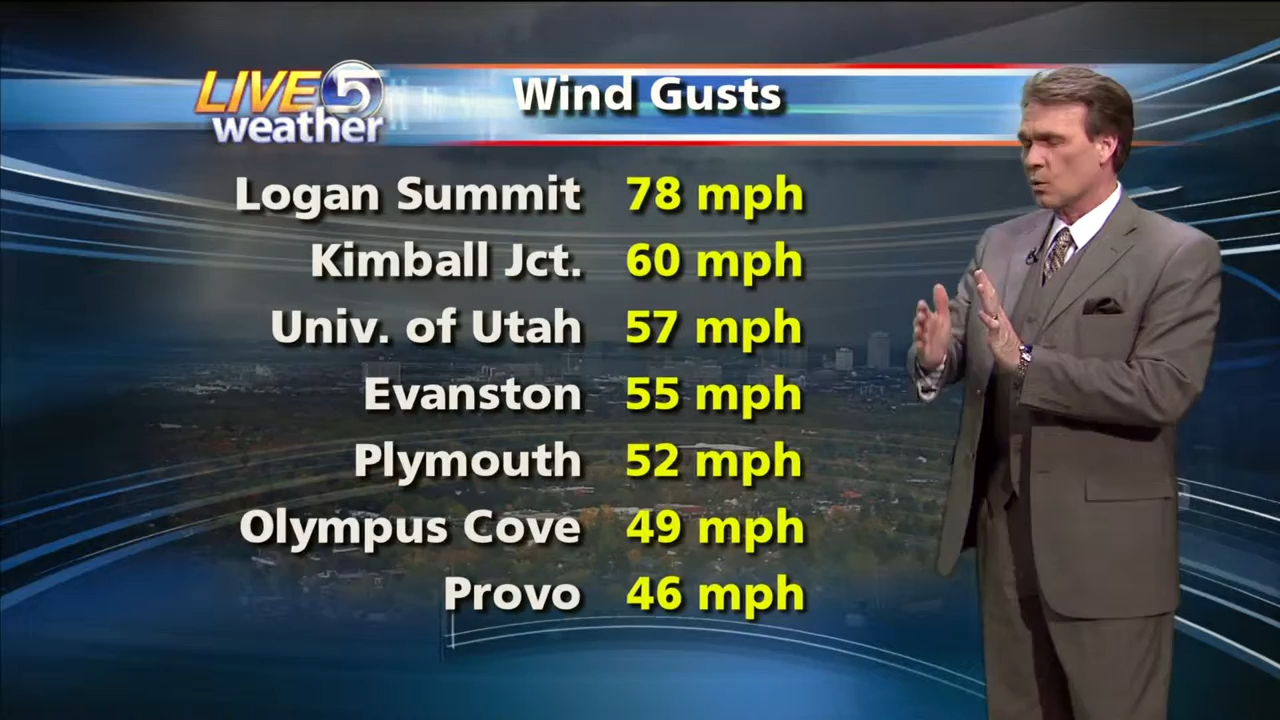 LIVE 5
weather
Wind Gusts
Logan Summit 78 mph
Kimball Jct. 60 mph
Univ. of Utah 57 mph
Evanston 55 mph
Plymouth 52 mph
Olympus Cove 49 mph
Provo 46 mph